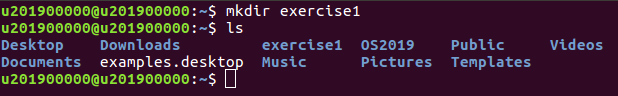 u201900000@u201900000:~$ mkdir exercise1
u201900000@u201900000:~$ ls
Desktop    Downloads         exercise1  OS2019    Public     Videos
Documents  examples.desktop  Music      Pictures  Templates
u201900000@u201900000:~$